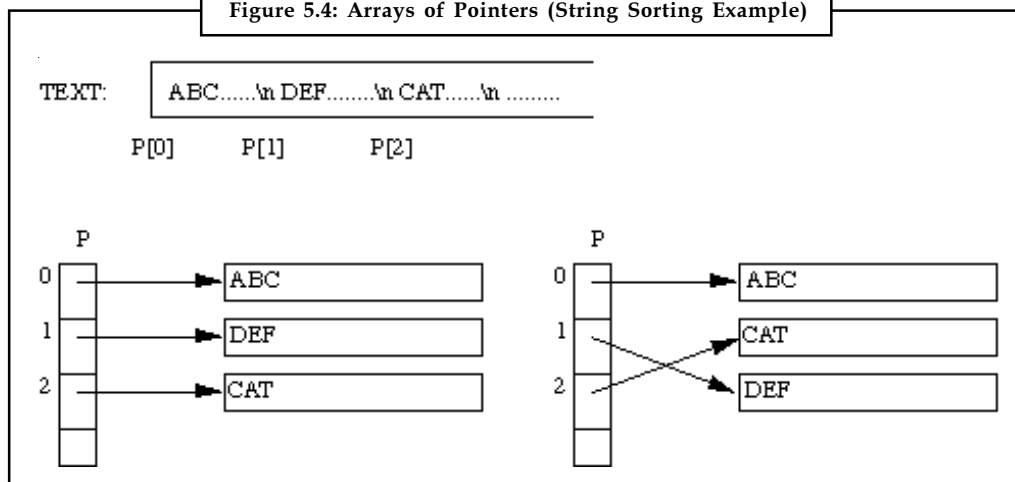 Figure 5.4: Arrays of Pointers (String Sorting Example)
TEXT: ABC......\n DEF........\n CAT......\n .........
P[0] P[1] P[2]
P P
0 ABC 0 ABC
1 DEF 1 CAT
2 CAT 2 DEF